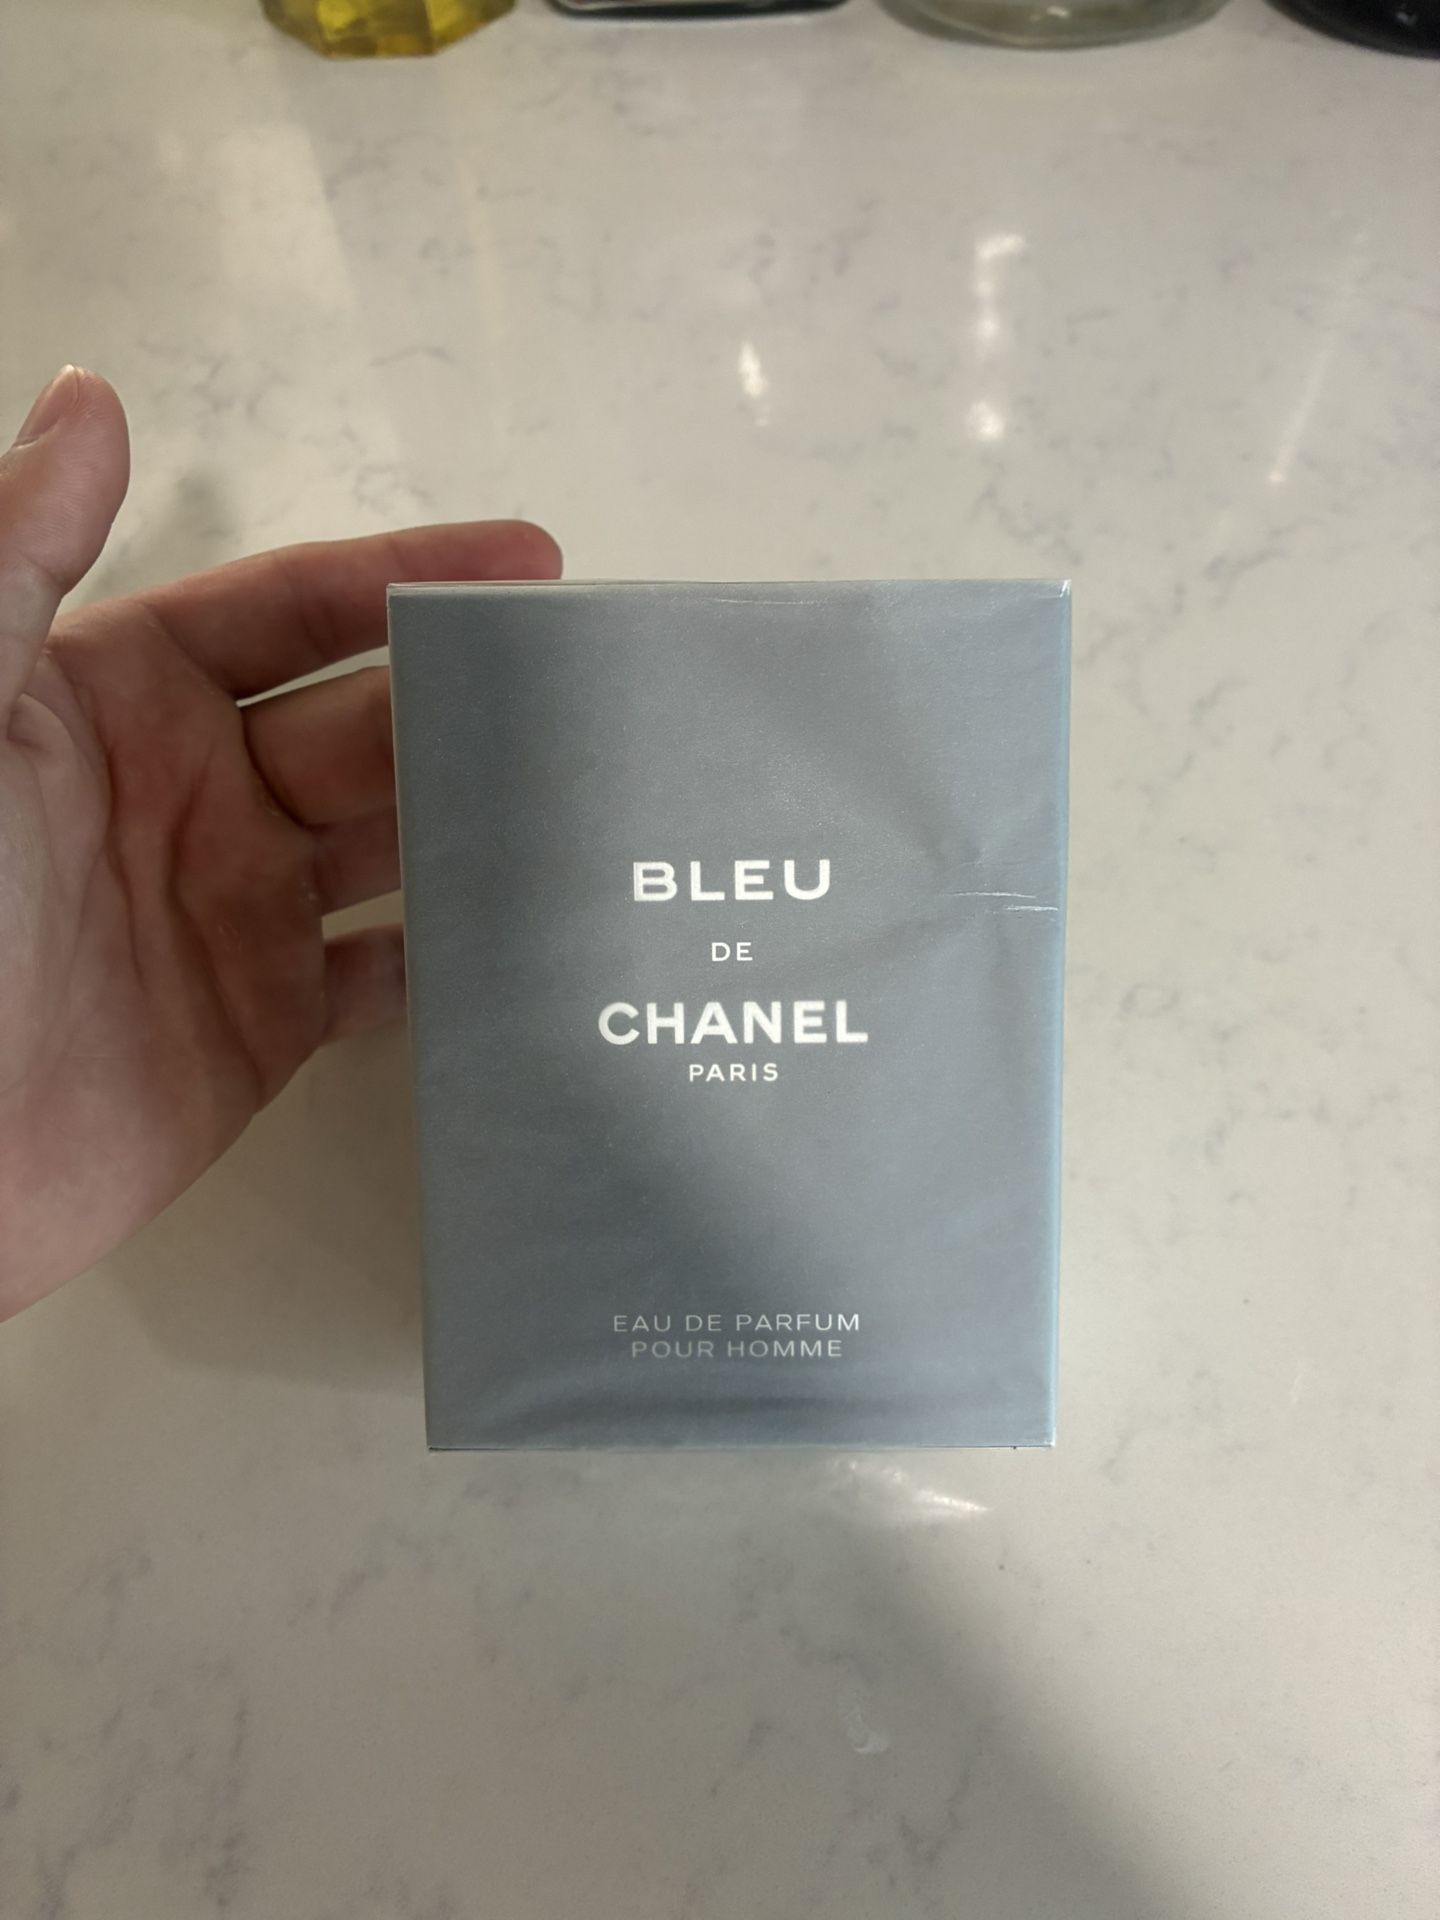 BLEU
DE
CHANEL
PARIS
EAU DE PARFUM
POUR HOMME